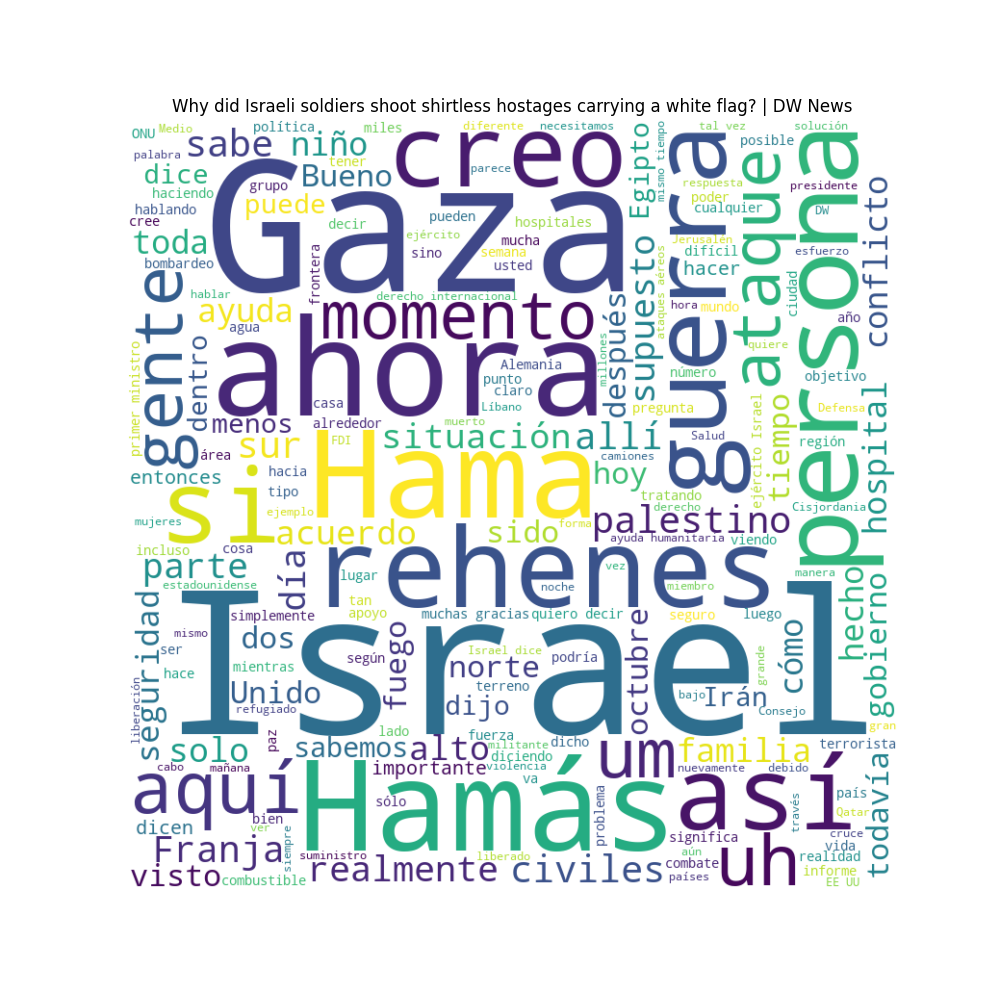 Why did Israeli soldiers shoot shirtless hostages carrying a white flag? | DW News
ONU
Medio
política
miles
diferente
necesitamos
tal vez
solución
palabra
sabe
niño
creo
parece
mismo tiempo
Egipto
guerra
posible
persona
dice
tener
Bueno
grupo
haciendo
puede
Gaza
respuesta
poder
presidente
ataque
conflicto
hablando
cree
decir
pueden
hospitales
cualquier
DW
toda
ejército
mucha
sino
semana
usted
Jerusalén
difícil
esfuerzo
bombardeo
frontera
supuesto
ataques aéreos
hacer
ciudad
gente
hablar
derecho internacional
ayuda
momento
después
hora
mundo
año
agua
dentro
ahora
millones
quiere
primer ministro
Alemania
punto
claro
número
objetivo
casa
Líbano
pregunta
tiempo
Defensa
menos
alrededor
muerto
hospital
sur
FDI
situación
allí
Salud
región
área
Hama
entonces
hacia
camiones
hoy
ejército Israel
si
tipo
tratando
derecho
Cisjordania
mujeres
ejemplo
acuerdo
sido
forma
palestino
incluso
cosa
ayuda humanitaria
viendo
parte
día
rehenes
lugar
noche
vez
miembro
manera
hecho
estadounidense
Israel
seguridad
simplemente
tan
apoyo
muchas gracias
quiero decir
seguro
luego
gobierno
mismo
dos
fuego
octubre
cómo
ser
según
Israel dice
podría
norte
grande
hace
mientras
terreno
Unido
bajo
Irán
refugiado
dijo
Consejo
liberación
paz
lado
fuerza
gran
solo
sabemos
alto
militante
dicho
um
familia
terrorista
diciendo
importante
violencia
va
cabo
mañana
nuevamente
debido
todavía
aquí
Hamás
así
sólo
problema
través
país
Qatar
bien
dicen
ver
siempre
significa
cruce
vida
Franja
aún
uh
suministro
liberado
combate
realidad
visto
combustible
realmente
civiles
países
informe
EE UU